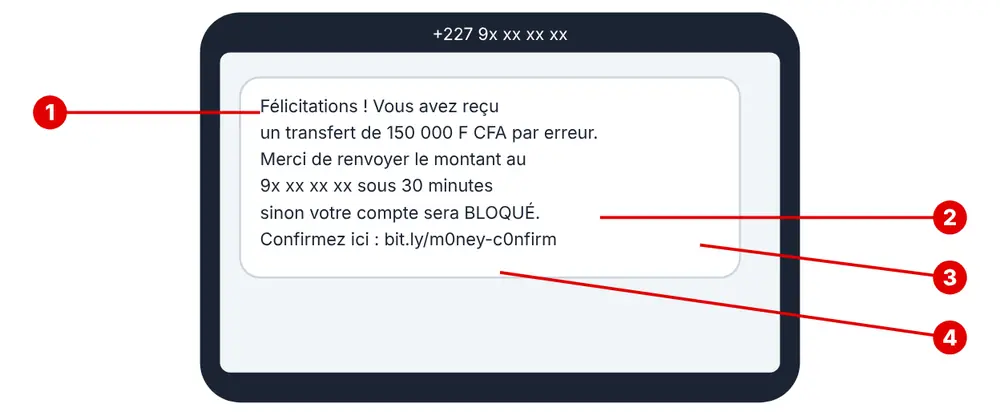 +227 9x xx xx xx
1
Félicitations ! Vous avez reçu
un transfert de 150 000 F CFA par erreur.
Merci de renvoyer le montant au
9x xx xx xx sous 30 minutes
sinon votre compte sera BLOQUÉ.
2
Confirmez ici : bit.ly/m0ney-c0nfirm
3
4